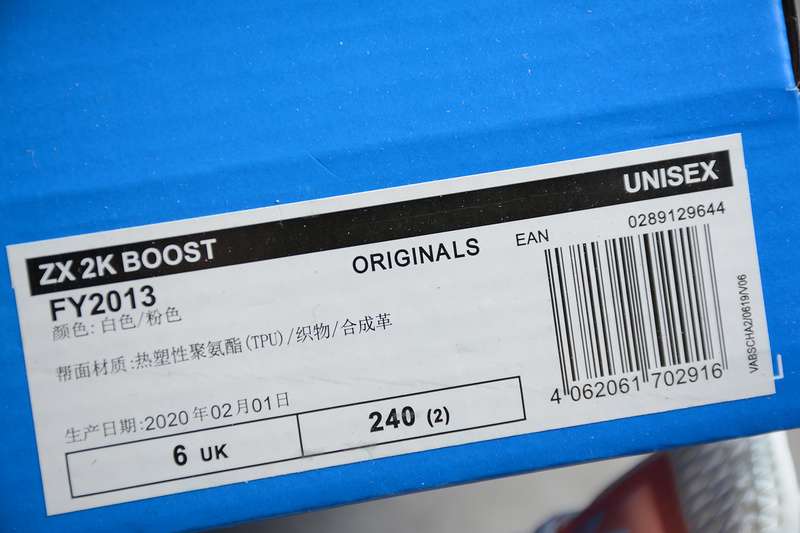 ZX 2K BOOST
UNISEX
FY2013
ORIGINALS
EAN
0289129644
颜色: 白色/粉色
帮面材质:热塑性聚氨酯(TPU)/织物/合成革
生产日期:2020年02月01日
6 UK
240 (2)
4 062061 702916
VABSCHA2/0619/V06